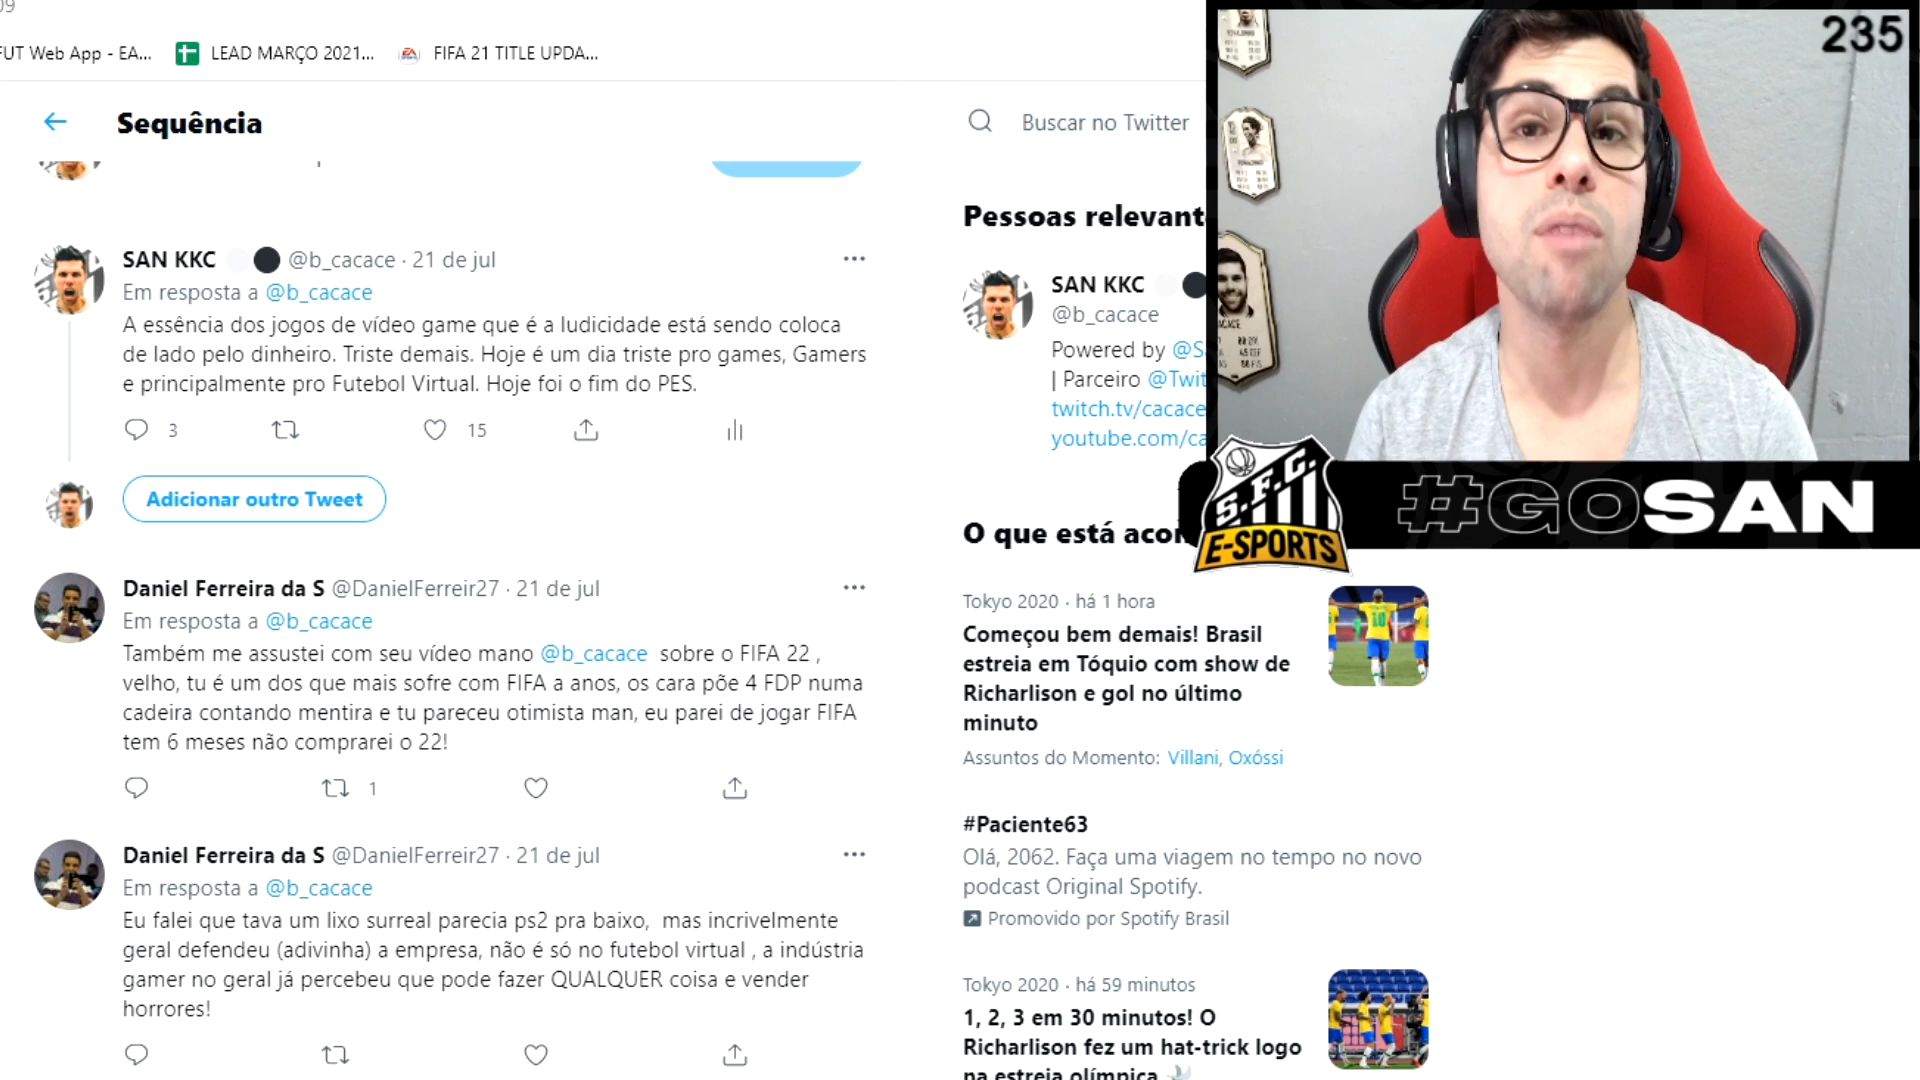 09
FUT Web App - EA...
LEAD MARÇO 2021...
FIFA 21 TITLE UPDA...
Sequência
Buscar no Twitter
SAN KKC @b_cacace · 21 de jul
Em resposta a @b_cacace
A essência dos jogos de vídeo game que é a ludicidade está sendo coloca
de lado pelo dinheiro. Triste demais. Hoje é um dia triste pro games, Gamers
e principalmente pro Futebol Virtual. Hoje foi o fim do PES.
3
15
Adicionar outro Tweet
Daniel Ferreira da S @DanielFerreir27 · 21 de jul
Em resposta a @b_cacace
Também me assustei com seu vídeo mano @b_cacace sobre o FIFA 22 ,
velho, tu é um dos que mais sofre com FIFA a anos, os cara põe 4 FDP numa
cadeira contando mentira e tu pareceu otimista man, eu parei de jogar FIFA
tem 6 meses não comprarei o 22!
1
Daniel Ferreira da S @DanielFerreir27 · 21 de jul
Em resposta a @b_cacace
Eu falei que tava um lixo surreal parecia ps2 pra baixo, mas incrivelmente
geral defendeu (adivinha) a empresa, não é só no futebol virtual , a indústria
gamer no geral já percebeu que pode fazer QUALQUER coisa e vender
horrores!
Pessoas relevant
SAN KKC
@b_cacace
Powered by @S
| Parceiro @Twit
twitch.tv/cacace
youtube.com/ca
O que está acon
Tokyo 2020 · há 1 hora
Começou bem demais! Brasil
estreia em Tóquio com show de
Richarlison e gol no último
minuto
Assuntos do Momento: Villani, Oxóssi
#Paciente63
Olá, 2062. Faça uma viagem no tempo no novo
podcast Original Spotify.
Promovido por Spotify Brasil
Tokyo 2020 · há 59 minutos
1, 2, 3 em 30 minutos! O
Richarlison fez um hat-trick logo
na estreia olímpica
235
S.F.C.
E-SPORTS
#GOSAN